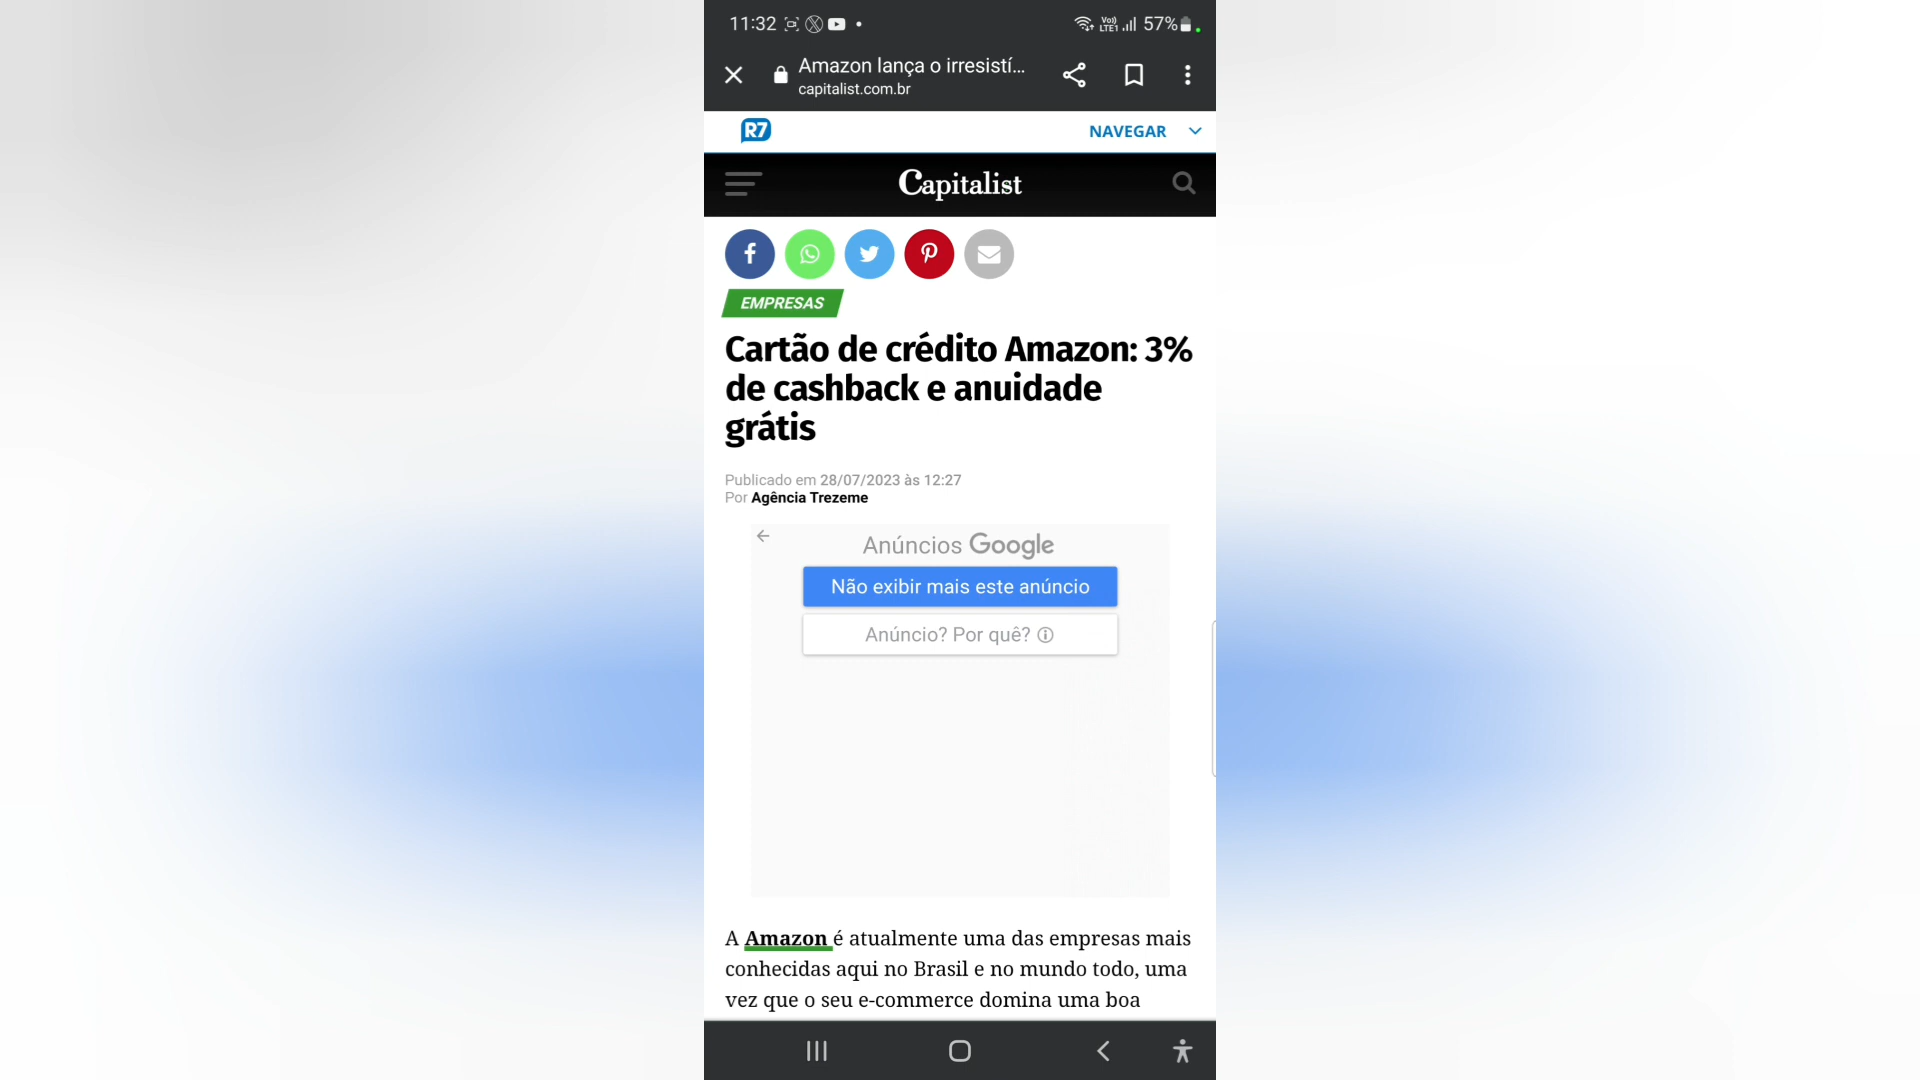 11:32
Vo))
LTE1
57%
Amazon lança o irresistí...
capitalist.com.br
R7
NAVEGAR
Capitalist
EMPRESAS
Cartão de crédito Amazon: 3%
de cashback e anuidade
grátis
Publicado em 28/07/2023 às 12:27
Por Agência Trezeme
Anúncios Google
Não exibir mais este anúncio
Anúncio? Por quê?
A Amazon é atualmente uma das empresas mais
conhecidas aqui no Brasil e no mundo todo, uma
vez que o seu e-commerce domina uma boa